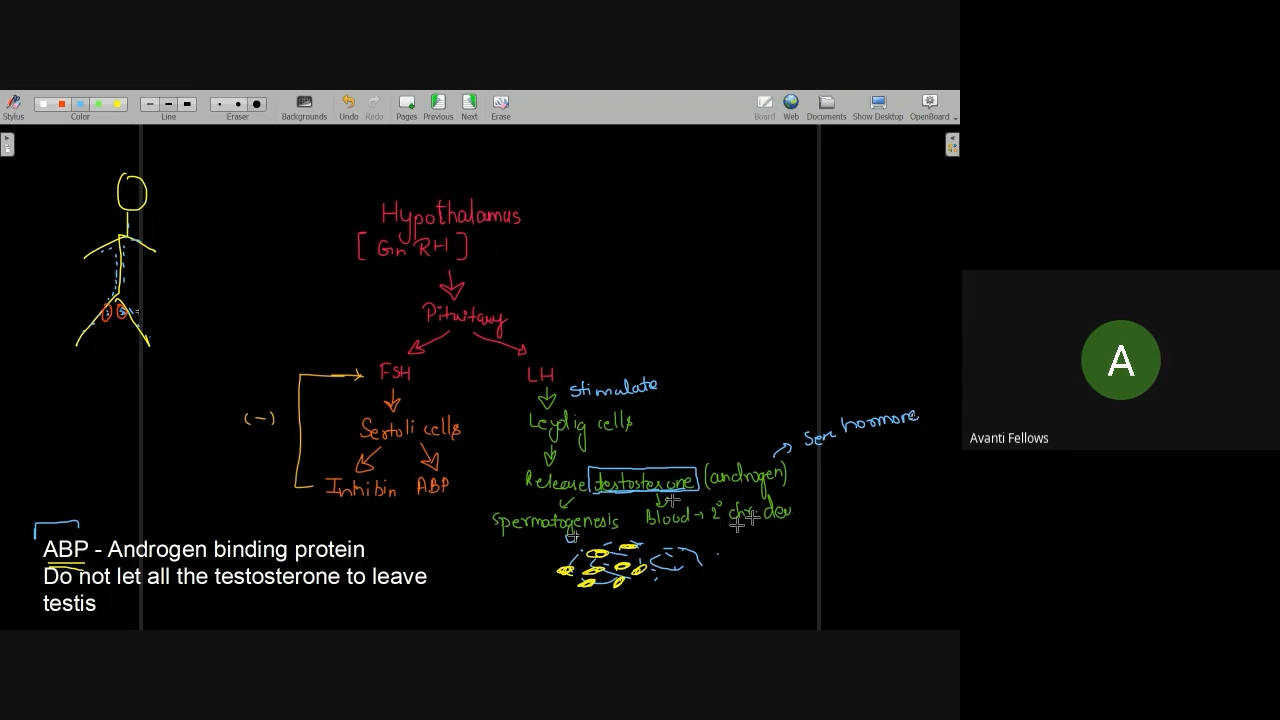 Stylus
Color
Line
Eraser
Backgrounds
Undo
Redo
Pages
Previous
Next
Erase
Board
Web
Documents
Show Desktop
OpenBoard
Hypothalamus
[ Gn RH ]
Pituitary
FSH
LH
stimulate
(-)
Sertoli cells
Leydig cells
Sex hormone
Inhibin ABP
Release testosterone (androgen)
Spermatogenesis
Blood → 2° chr dev
ABP - Androgen binding protein
Do not let all the testosterone to leave
testis
A
Avanti Fellows